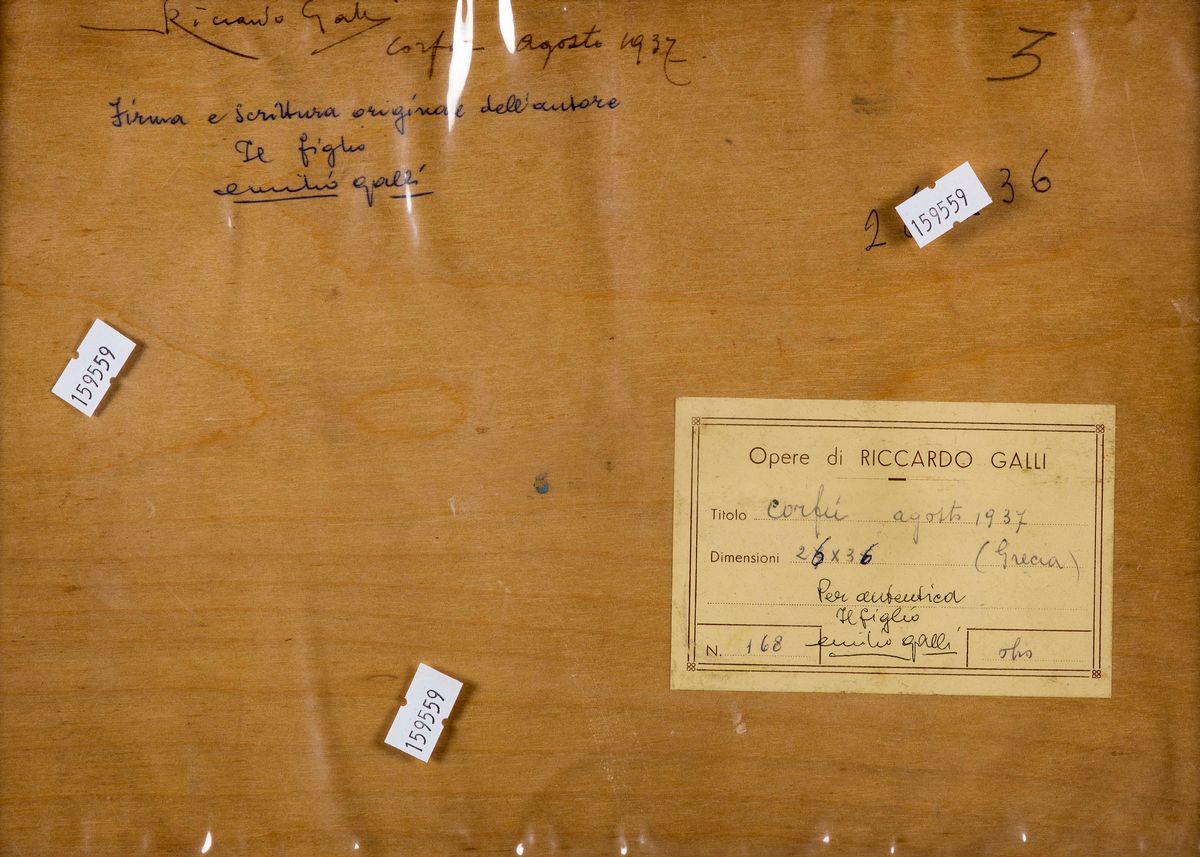 Riccardo Galli
Corfù agosto 1937.
3
Firma e scrittura originale dell'autore
Il figlio
emilio galli
2 36
159559
159559
Opere di RICCARDO GALLI
Titolo corfù agosto 1937
Dimensioni 26x36 (Grecia)
Per autentica
Il figlio
emilio galli
N. 168
olio
159559